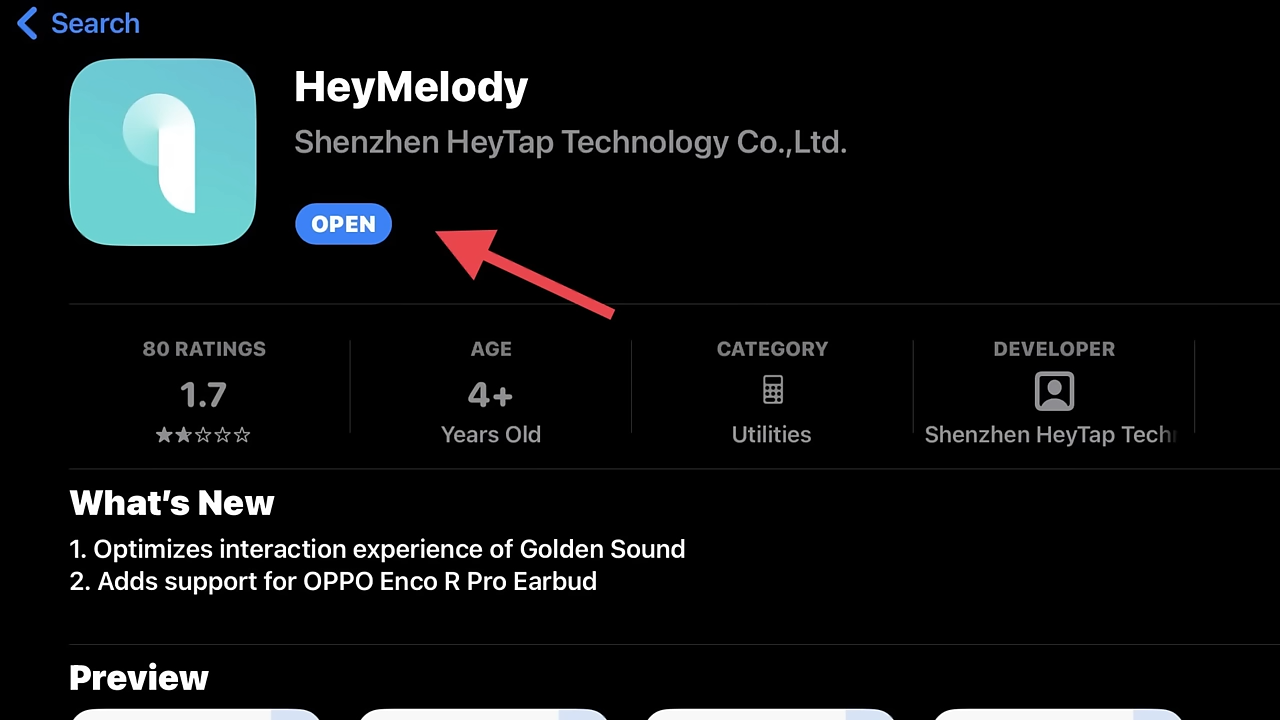 Search
HeyMelody
Shenzhen HeyTap Technology Co.,Ltd.
OPEN
80 RATINGS
1.7
AGE
4+
Years Old
CATEGORY
Utilities
DEVELOPER
Shenzhen HeyTap Tech
What's New
1. Optimizes interaction experience of Golden Sound
2. Adds support for OPPO Enco R Pro Earbud
Preview